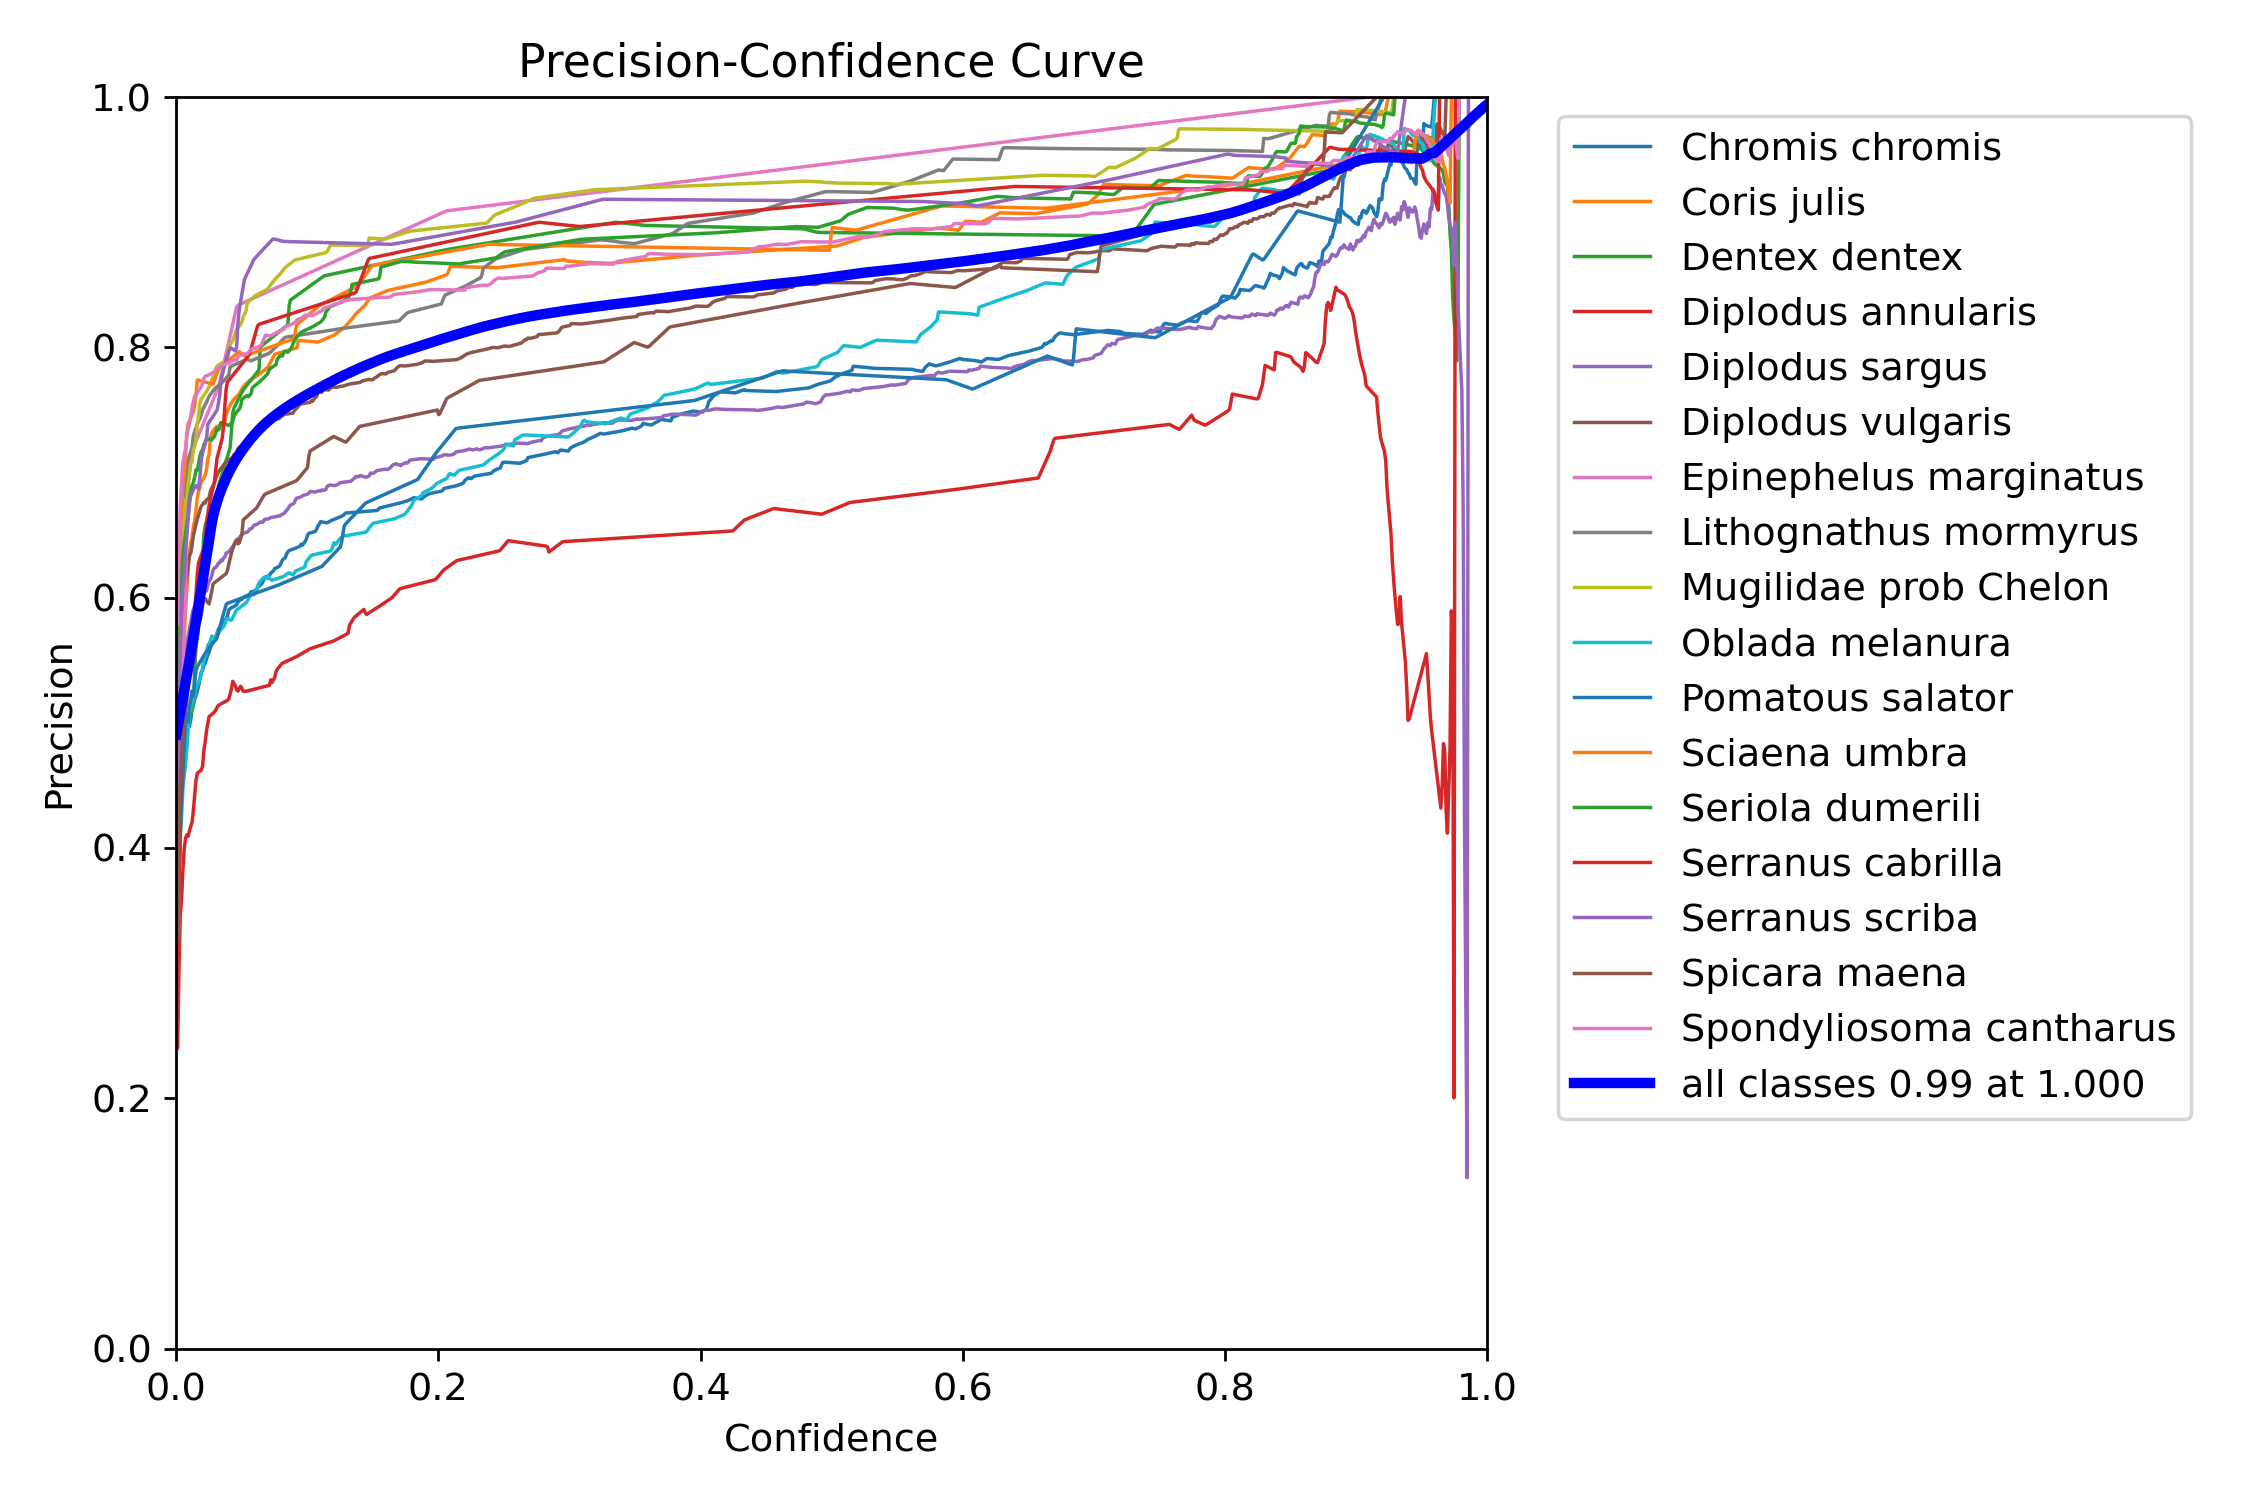 Precision-Confidence Curve
1.0
0.8
0.6
0.4
0.2
0.0
Precision
0.0 0.2 0.4 0.6 0.8 1.0
Confidence
Chromis chromis
Coris julis
Dentex dentex
Diplodus annularis
Diplodus sargus
Diplodus vulgaris
Epinephelus marginatus
Lithognathus mormyrus
Mugilidae prob Chelon
Oblada melanura
Pomatous salator
Sciaena umbra
Seriola dumerili
Serranus cabrilla
Serranus scriba
Spicara maena
Spondyliosoma cantharus
all classes 0.99 at 1.000